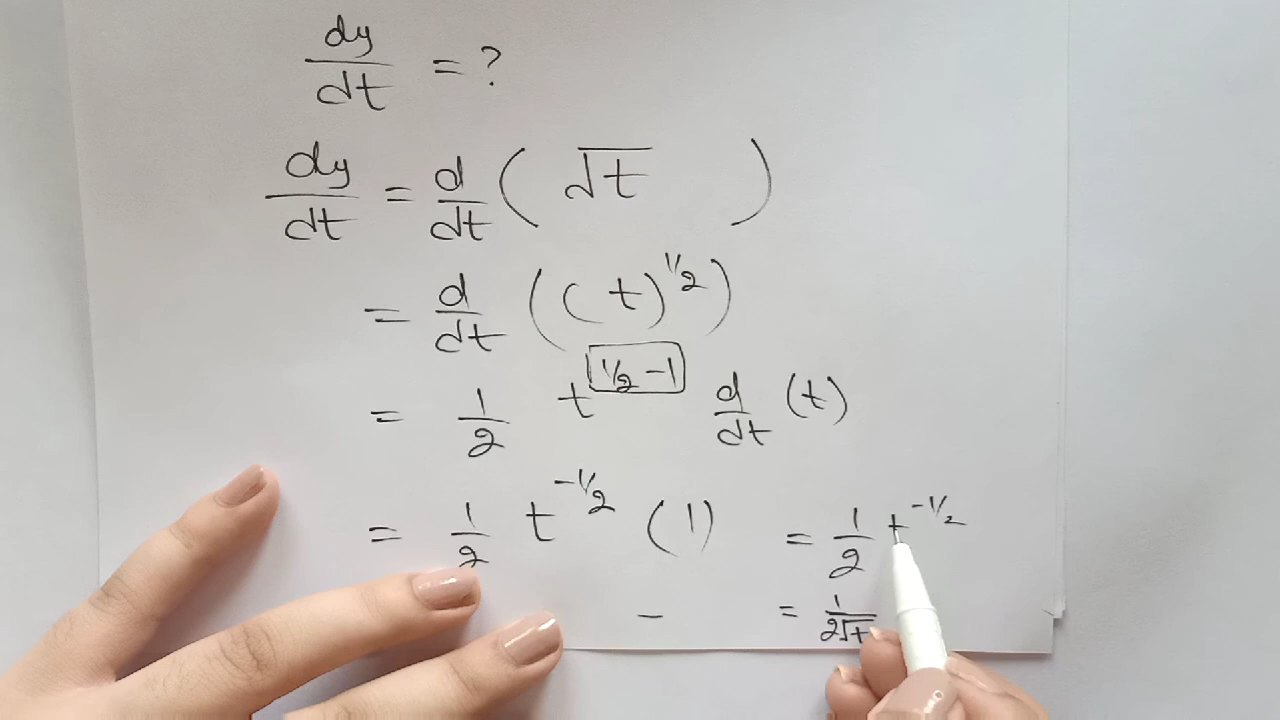 dy/dt = ?
dy/dt = d/dt ( √t )
= d/dt ( ( t )^1/2 )
= 1/2 t^1/2 - 1 d/dt (t)
= 1/2 t^-1/2 (1) = 1/2 t^-1/2
- = 1/2√t